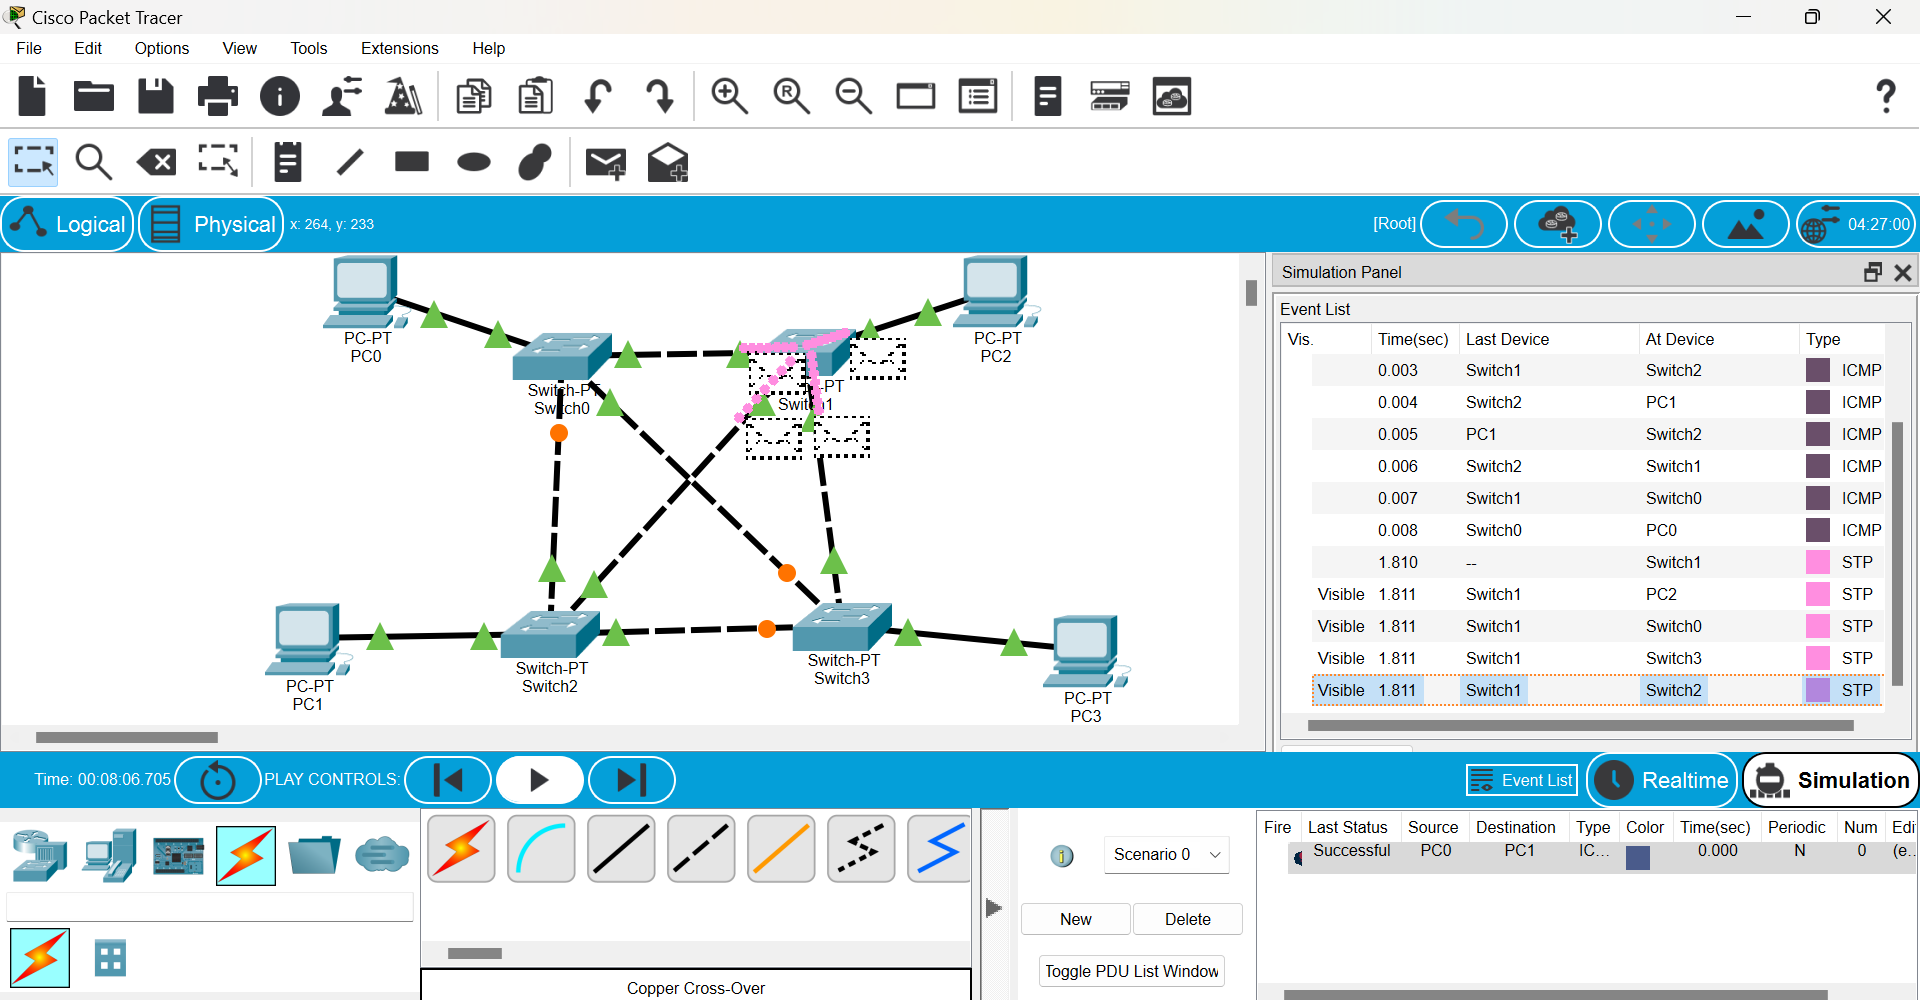 Cisco Packet Tracer
File Edit Options View Tools Extensions Help
Logical Physical x: 264, y: 233 [Root] 04:27:00
PC-PT
PC0
Switch-PT
Switch0
PC-PT
PC2
-PT
Switch1
PC-PT
PC1
Switch-PT
Switch2
Switch-PT
Switch3
PC-PT
PC3
Simulation Panel
Event List
Vis. Time(sec) Last Device At Device Type
0.003 Switch1 Switch2 ICMP
0.004 Switch2 PC1 ICMP
0.005 PC1 Switch2 ICMP
0.006 Switch2 Switch1 ICMP
0.007 Switch1 Switch0 ICMP
0.008 Switch0 PC0 ICMP
1.810 -- Switch1 STP
Visible 1.811 Switch1 PC2 STP
Visible 1.811 Switch1 Switch0 STP
Visible 1.811 Switch1 Switch3 STP
Visible 1.811 Switch1 Switch2 STP
Time: 00:08:06.705 PLAY CONTROLS: Event List Realtime Simulation
Scenario 0
New Delete
Toggle PDU List Window
Copper Cross-Over
Fire Last Status Source Destination Type Color Time(sec) Periodic Num Edi
Successful PC0 PC1 IC... 0.000 N 0 (e..